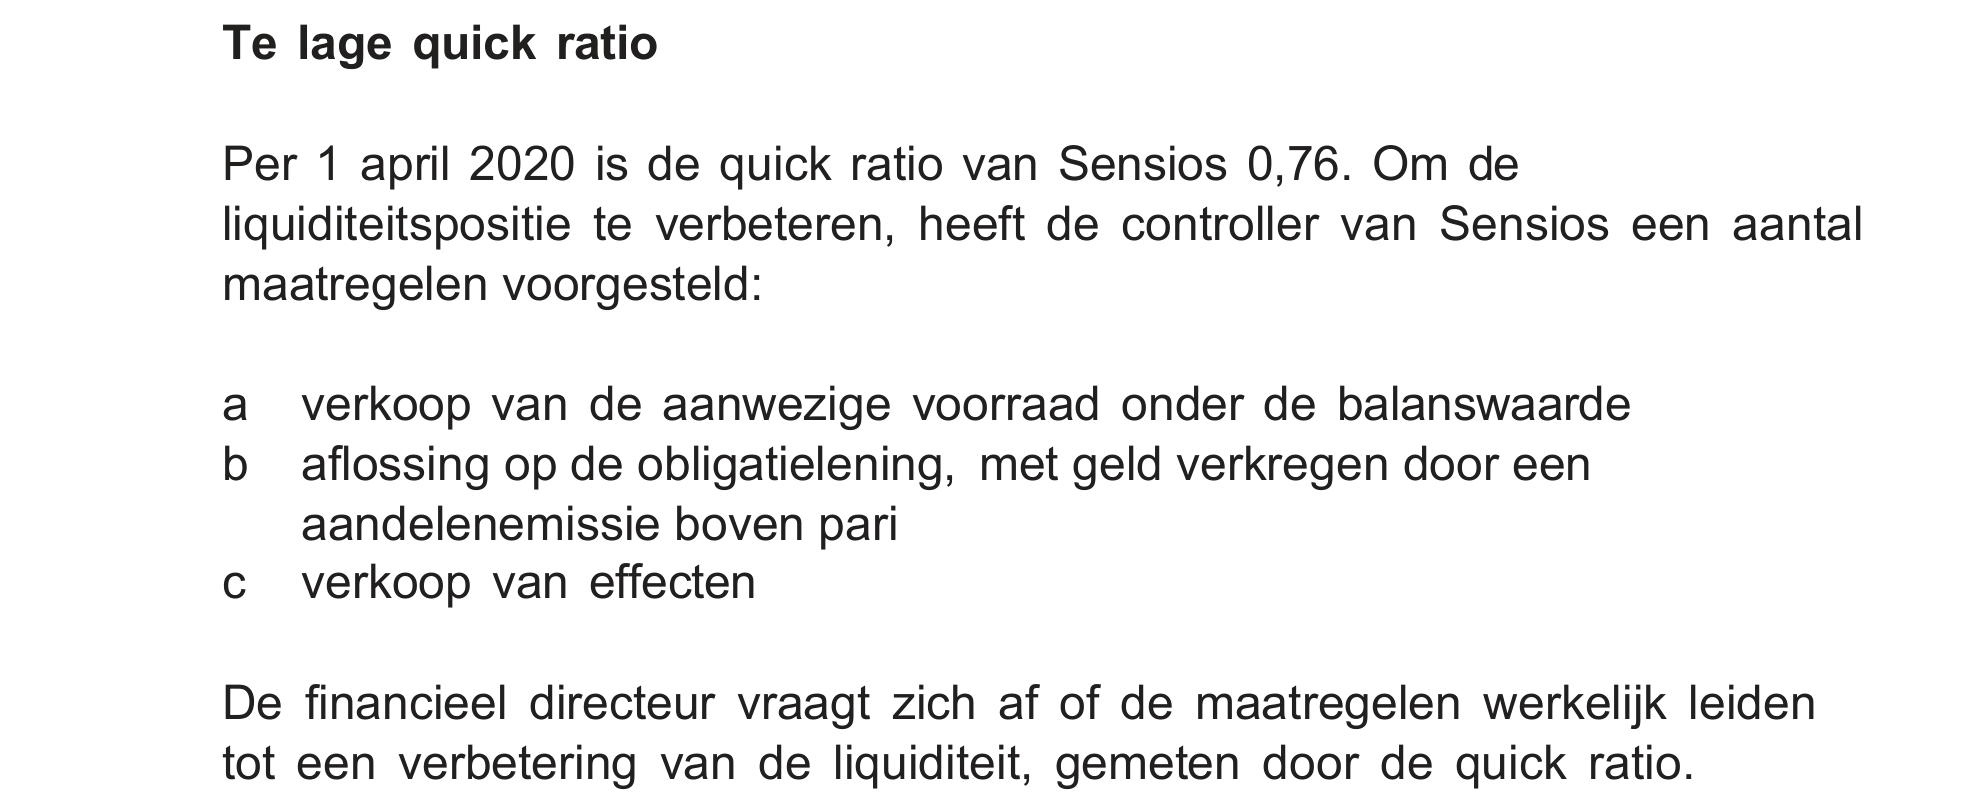 Te lage quick ratio
Per 1 april 2020 is de quick ratio van Sensios 0,76. Om de
liquiditeitspositie te verbeteren, heeft de controller van Sensios een aantal
maatregelen voorgesteld:
a verkoop van de aanwezige voorraad onder de balanswaarde
b aflossing op de obligatielening, met geld verkregen door een
aandelenemissie boven pari
c verkoop van effecten
De financieel directeur vraagt zich af of de maatregelen werkelijk leiden
tot een verbetering van de liquiditeit, gemeten door de quick ratio.